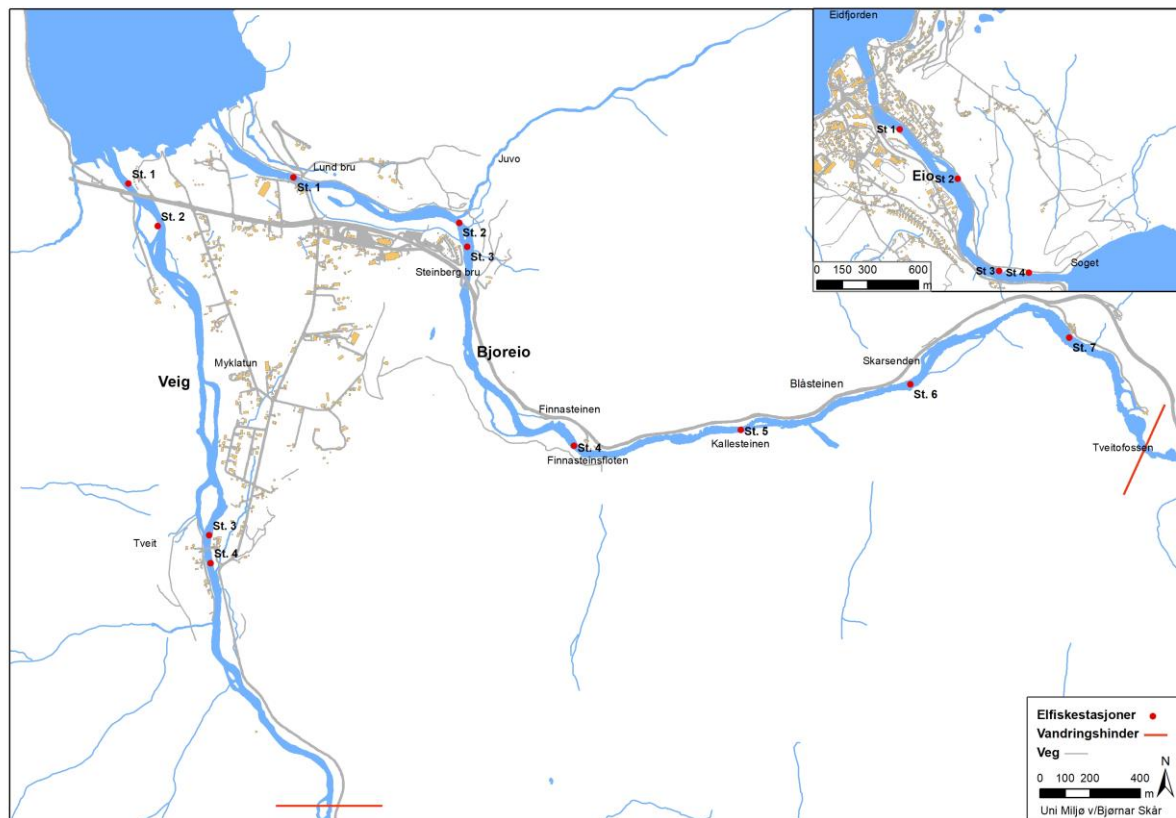 Eidfjorden
St 1
Eio
St 2
St 3
St 4
Soget
0 150 300 600
m
Juvo
Lund bru
St. 1
St. 1
St. 2
St. 2
St. 3
Steinberg bru
Bjoreio
Veig
Myklatun
Skarsenden
St. 7
Blåsteinen
St. 6
Finnasteinen
St. 5
Kallesteinen
St. 4
Finnasteinsfloten
Tveitofossen
St. 3
Tveit
St. 4
Elfiskestasjoner
Vandringshinder
Veg
N
0 100 200 400
m
Uni Miljø v/Bjørnar Skår